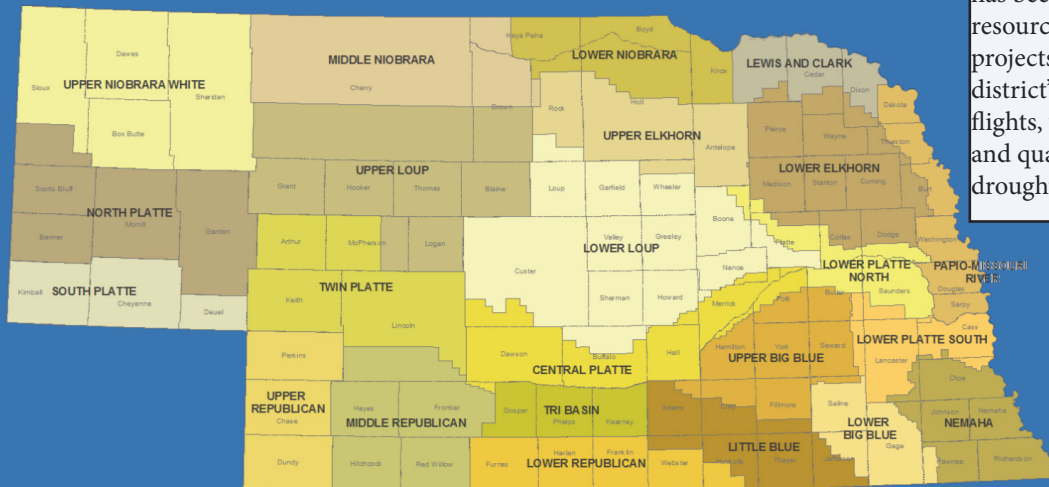 has been
resourc
projects
district'
flights,
and qua
drough
Keya Paha
Boyd
Dawes
MIDDLE NIOBRARA
LOWER NIOBRARA
LEWIS AND CLARK
Knox
Cedar
Sioux
UPPER NIOBRARA WHITE
Sheridan
Cherry
Brown
Rock
Holt
Dixon
Dakota
Box Butte
UPPER ELKHORN
Antelope
Pierce
Wayne
Thurston
UPPER LOUP
LOWER ELKHORN
Scotts Bluff
Grant
Hooker
Thomas
Blaine
Loup
Garfield
Wheeler
Madison
Stanton
Cuming
Burt
NORTH PLATTE
Morrill
Garden
Banner
Arthur
McPherson
Logan
Valley
Greeley
Boone
Platte
Colfax
Dodge
Washington
LOWER LOUP
Custer
Nance
LOWER PLATTE
NORTH
PAPIO-MISSOURI
RIVER
Kimball
SOUTH PLATTE
Cheyenne
Deuel
Keith
TWIN PLATTE
Lincoln
Sherman
Howard
Merrick
Polk
Butler
Saunders
Douglas
Sarpy
Cass
Perkins
Dawson
Buffalo
CENTRAL PLATTE
Hall
Hamilton
York
Seward
UPPER BIG BLUE
LOWER PLATTE SOUTH
Lancaster
Otoe
UPPER
REPUBLICAN
Chase
Hayes
Frontier
MIDDLE REPUBLICAN
Gosper
TRI BASIN
Phelps
Kearney
Adams
Clay
Fillmore
Saline
LOWER
BIG BLUE
Gage
Johnson
Nemaha
NEMAHA
Dundy
Hitchcock
Red Willow
Furnas
Harlan
Franklin
LOWER REPUBLICAN
Webster
LITTLE BLUE
Nuckolls
Thayer
Jefferson
Pawnee
Richardson